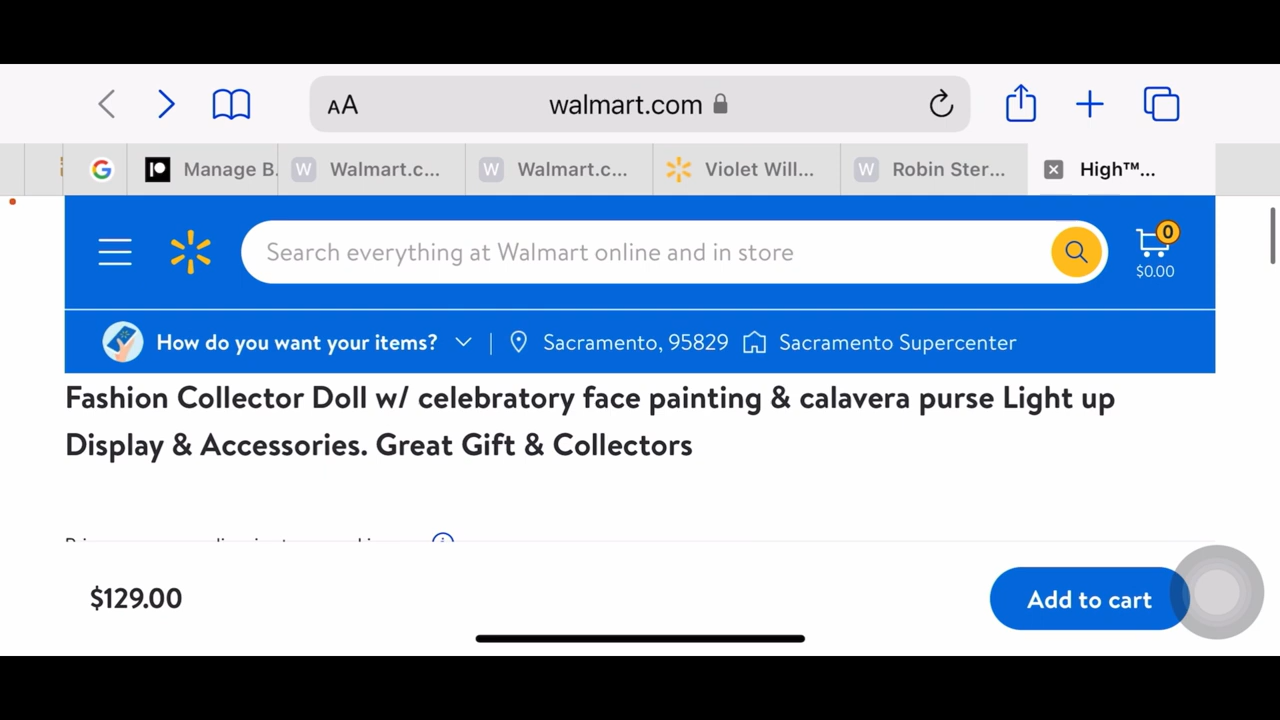 AA walmart.com
Manage B. W Walmart.c... W Walmart.c... Violet Will... W Robin Ster... High™...
Search everything at Walmart online and in store
0
$0.00
How do you want your items? Sacramento, 95829 Sacramento Supercenter
Fashion Collector Doll w/ celebratory face painting & calavera purse Light up
Display & Accessories. Great Gift & Collectors
$129.00
Add to cart